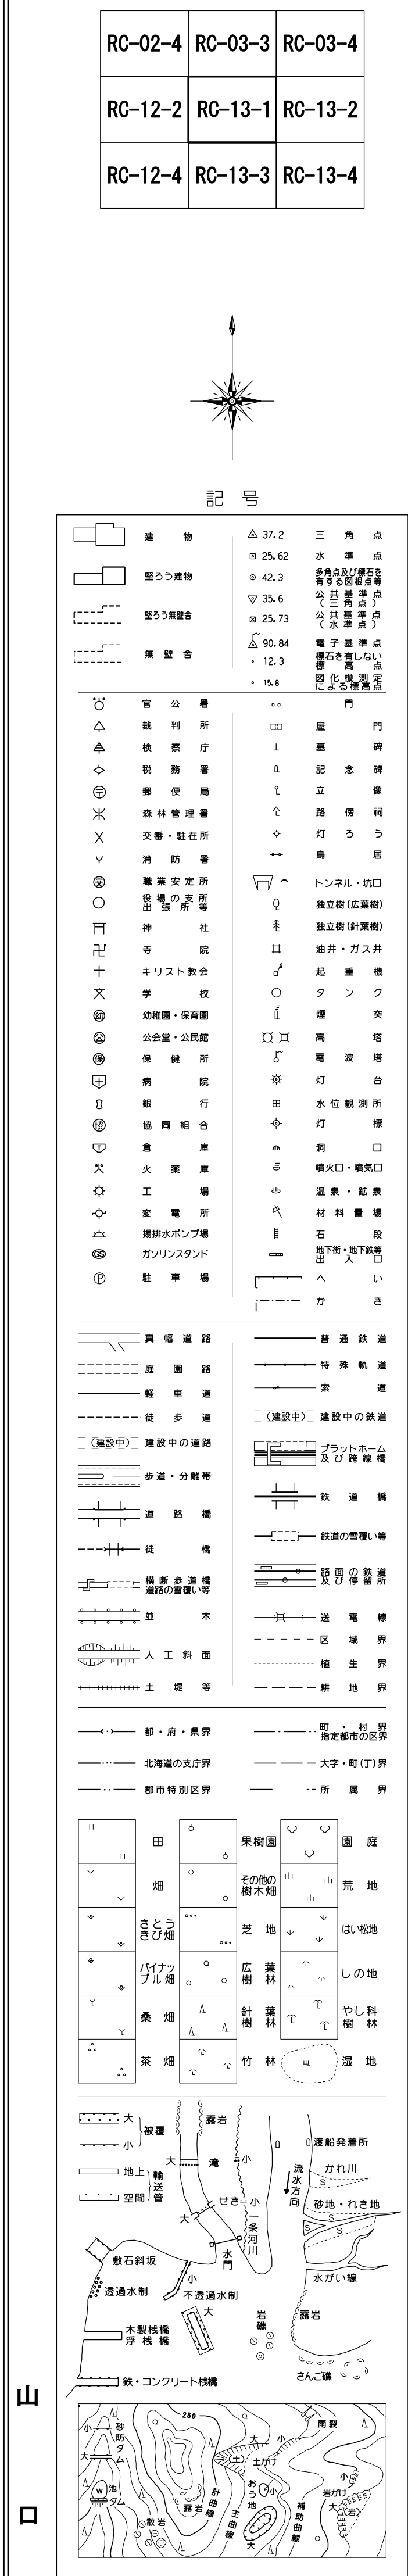 RC-02-4 RC-03-3 RC-03-4
RC-12-2 RC-13-1 RC-13-2
RC-12-4 RC-13-3 RC-13-4
記号
建物
堅ろう建物
堅ろう無壁舎
無壁舎
37.2 三角点
25.62 水準点
42.3 多角点及び標石を
有する図根点等
35.6 公共基準点
(三角点)
25.73 公共基準点
(水準点)
90.84 電子基準点
12.3 標石を有しない
標高点
15.8 図化機測定
による標高点
官公署
裁判所
検察庁
税務署
郵便局
森林管理署
交番・駐在所
消防署
職業安定所
役場の支所
出張所等
神社
寺院
キリスト教会
文 学校
幼 幼稚園・保育園
公 公会堂・公民館
保 保健所
病院
銀行
協 協同組合
倉庫
火薬庫
工場
変電所
揚排水ポンプ場
GS ガソリンスタンド
P 駐車場
門
屋門
墓碑
記念碑
立像
路傍祠
灯ろう
鳥居
トンネル・坑口
独立樹(広葉樹)
独立樹(針葉樹)
油井・ガス井
起重機
タンク
煙突
高塔
電波塔
灯台
水位観測所
灯標
洞口
噴火口・噴気口
温泉・鉱泉
材料置場
石段
地下街・地下鉄等
出入口
へい
かき
真幅道路
庭園路
軽車道
徒歩道
(建設中) 建設中の道路
歩道・分離帯
道路橋
徒橋
横断歩道橋
道路の雪覆い等
並木
人工斜面
土堤等
普通鉄道
特殊軌道
索道
(建設中) 建設中の鉄道
プラットホーム
及び跨線橋
鉄道橋
鉄道の雪覆い等
路面の鉄道
及び停留所
送電線
区域界
植生界
耕地界
都・府・県界
北海道の支庁界
郡市特別区界
町・村界
指定都市の区界
大字・町(丁)界
所属界
田 果樹園 園庭
畑 その他の
樹木畑 荒地
さとう
きび畑 芝地 はい松地
パイナッ
プル畑 広葉
樹林 しの地
桑畑 針葉
樹林 やし科
樹林
茶畑 竹林 湿地
大
小
被覆
地上
空間
輸送管
露岩
大 滝 小
大 せき 小
一条河川
水門
渡船発着所
流水方向
かれ川
砂地・れき地
S
S
S
水がい線
敷石斜坂
透過水制
小
不透過水制
大
木製桟橋
浮桟橋
鉄・コンクリート桟橋
岩礁
露岩
さんご礁
小
大
砂防ダム
W 池
ダム
250
散岩
露岩
計曲線
主曲線
大 小
(土) 土がけ
雨裂
おう地
小
大
補助曲線
小
岩がけ
大
(岩)
山
口